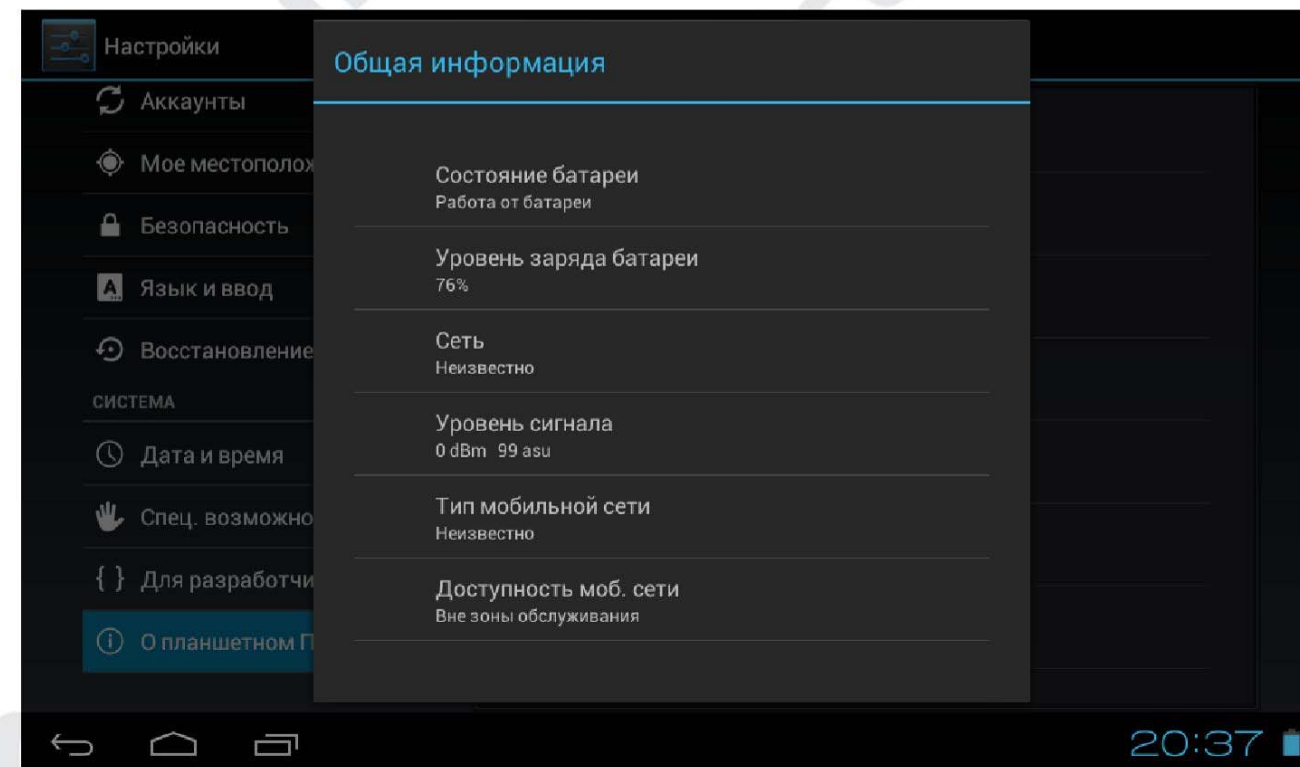 Настройки
Общая информация
Аккаунты
Мое местополож
Безопасность
Язык и ввод
Восстановление
СИСТЕМА
Дата и время
Спец. возможно
Для разработчи
О планшетном П
Состояние батареи
Работа от батареи
Уровень заряда батареи
76%
Сеть
Неизвестно
Уровень сигнала
0 dBm 99 asu
Тип мобильной сети
Неизвестно
Доступность моб. сети
Вне зоны обслуживания
20:37